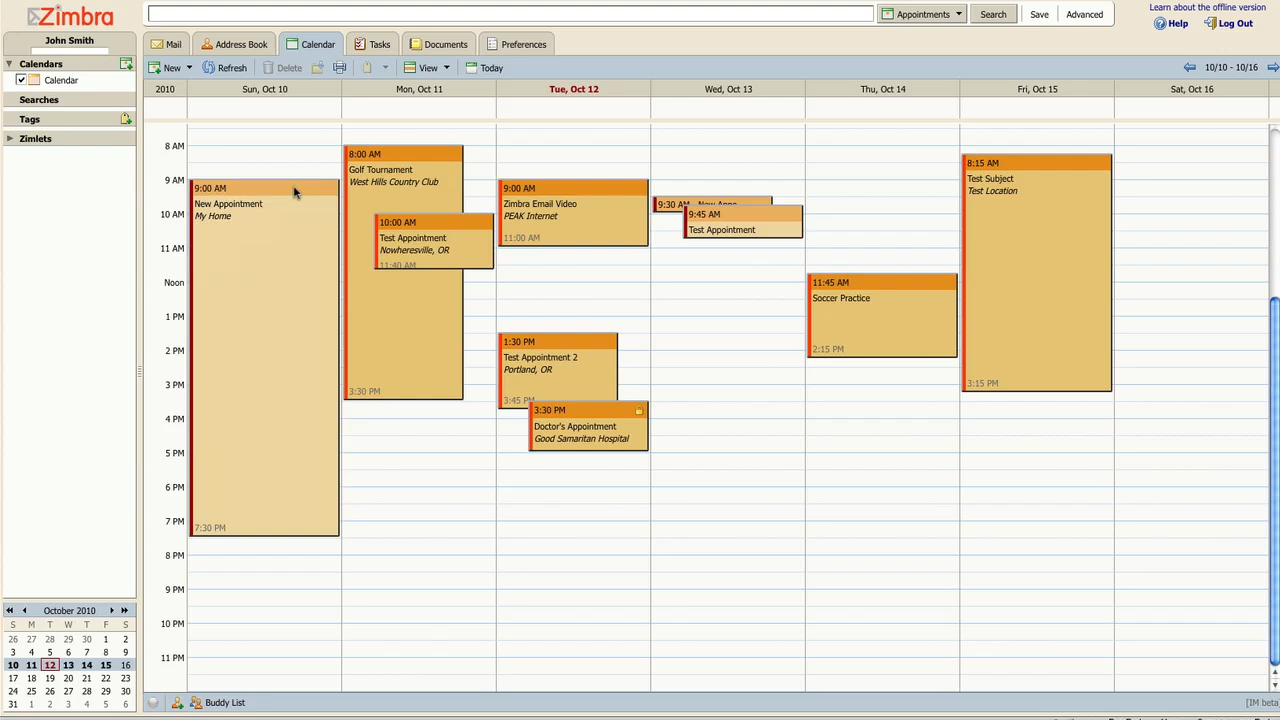 Zimbra
Appointments
Search
Save
Advanced
Learn about the offline version
Help
Log Out
John Smith
Mail
Address Book
Calendar
Tasks
Documents
Preferences
Calendars
New
Refresh
Delete
View
Today
10/10 - 10/16
Calendar
2010
Sun, Oct 10
Mon, Oct 11
Tue, Oct 12
Wed, Oct 13
Thu, Oct 14
Fri, Oct 15
Sat, Oct 16
Searches
Tags
Zimlets
8 AM
9 AM
10 AM
11 AM
Noon
1 PM
2 PM
3 PM
4 PM
5 PM
6 PM
7 PM
8 PM
9 PM
10 PM
11 PM
9:00 AM
New Appointment
My Home
7:30 PM
8:00 AM
Golf Tournament
West Hills Country Club
3:30 PM
10:00 AM
Test Appointment
Nowheresville, OR
11:40 AM
9:00 AM
Zimbra Email Video
PEAK Internet
11:00 AM
1:30 PM
Test Appointment 2
Portland, OR
3:45 PM
3:30 PM
Doctor's Appointment
Good Samaritan Hospital
9:30 AM New Appo
9:45 AM
Test Appointment
11:45 AM
Soccer Practice
2:15 PM
8:15 AM
Test Subject
Test Location
3:15 PM
October 2010
S M T W T F S
26 27 28 29 30 1 2
3 4 5 6 7 8 9
10 11 12 13 14 15 16
17 18 19 20 21 22 23
24 25 26 27 28 29 30
31 1 2 3 4 5 6
Buddy List
[IM beta